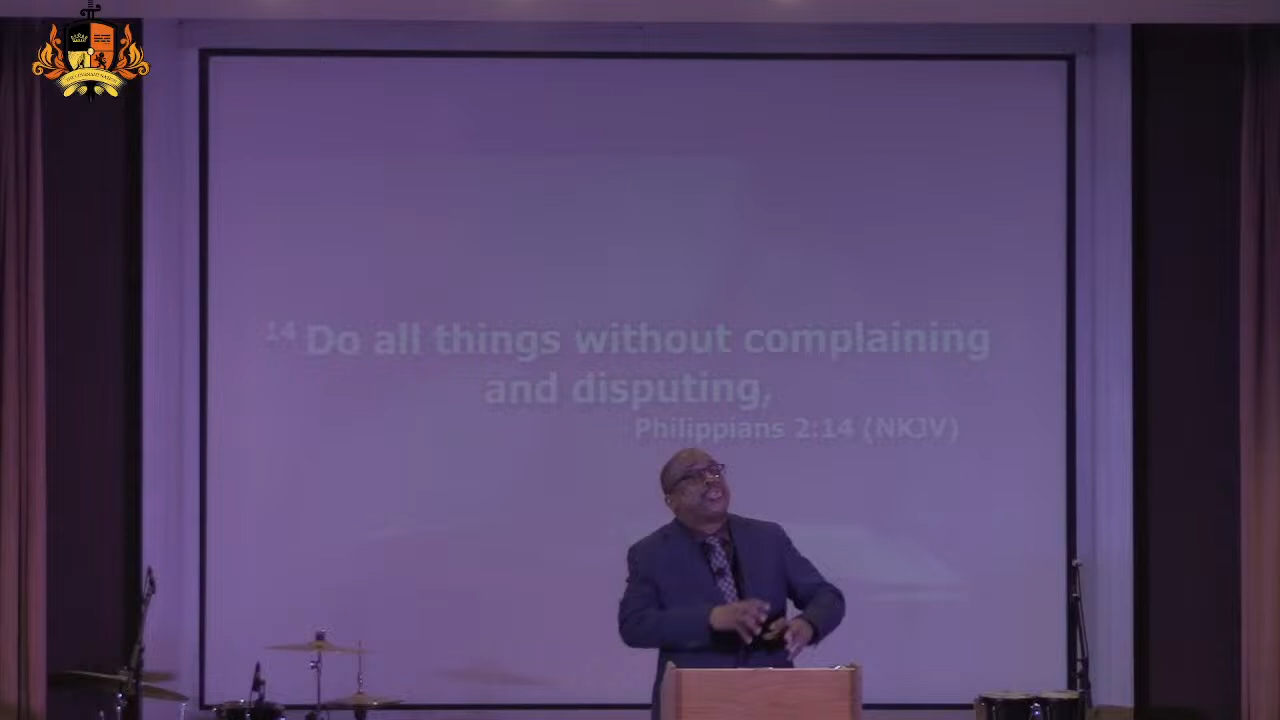 14 Do all things without complaining
and disputing,
Philippians 2:14 (NKJV)